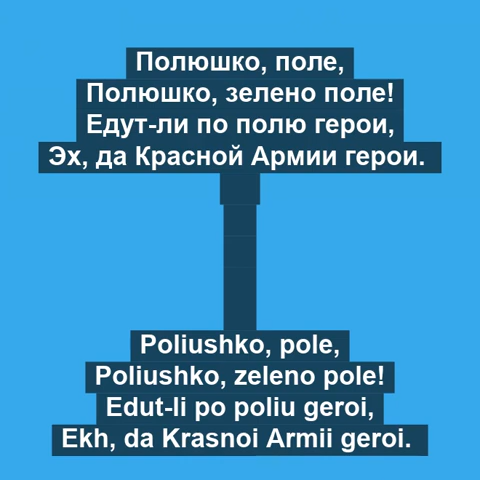 Полюшко, поле,
Полюшко, зелено поле!
Едут-ли по полю герои,
Эх, да Красной Армии герои.
Poliushko, pole,
Poliushko, zeleno pole!
Edut-li po poliu geroi,
Ekh, da Krasnoi Armii geroi.